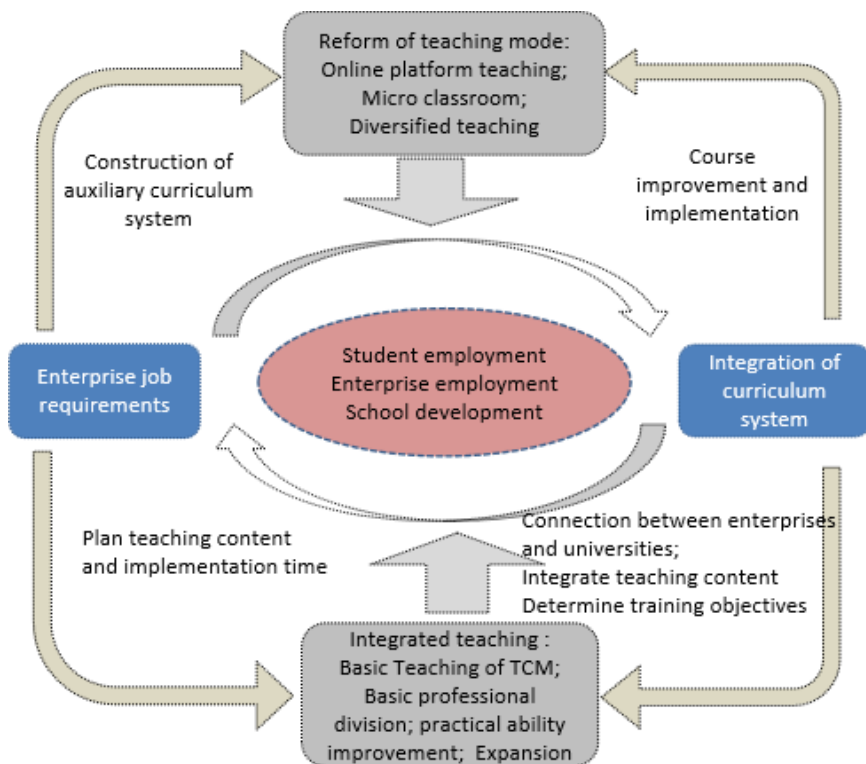 Reform of teaching mode:
Online platform teaching;
Micro classroom;
Diversified teaching
Construction of
auxiliary curriculum
system
Course
improvement and
implementation
Enterprise job
requirements
Student employment
Enterprise employment
School development
Integration of
curriculum
system
Plan teaching content
and implementation time
Connection between enterprises
and universities;
Integrate teaching content
Determine training objectives
Integrated teaching :
Basic Teaching of TCM;
Basic professional
division; practical ability
improvement; Expansion